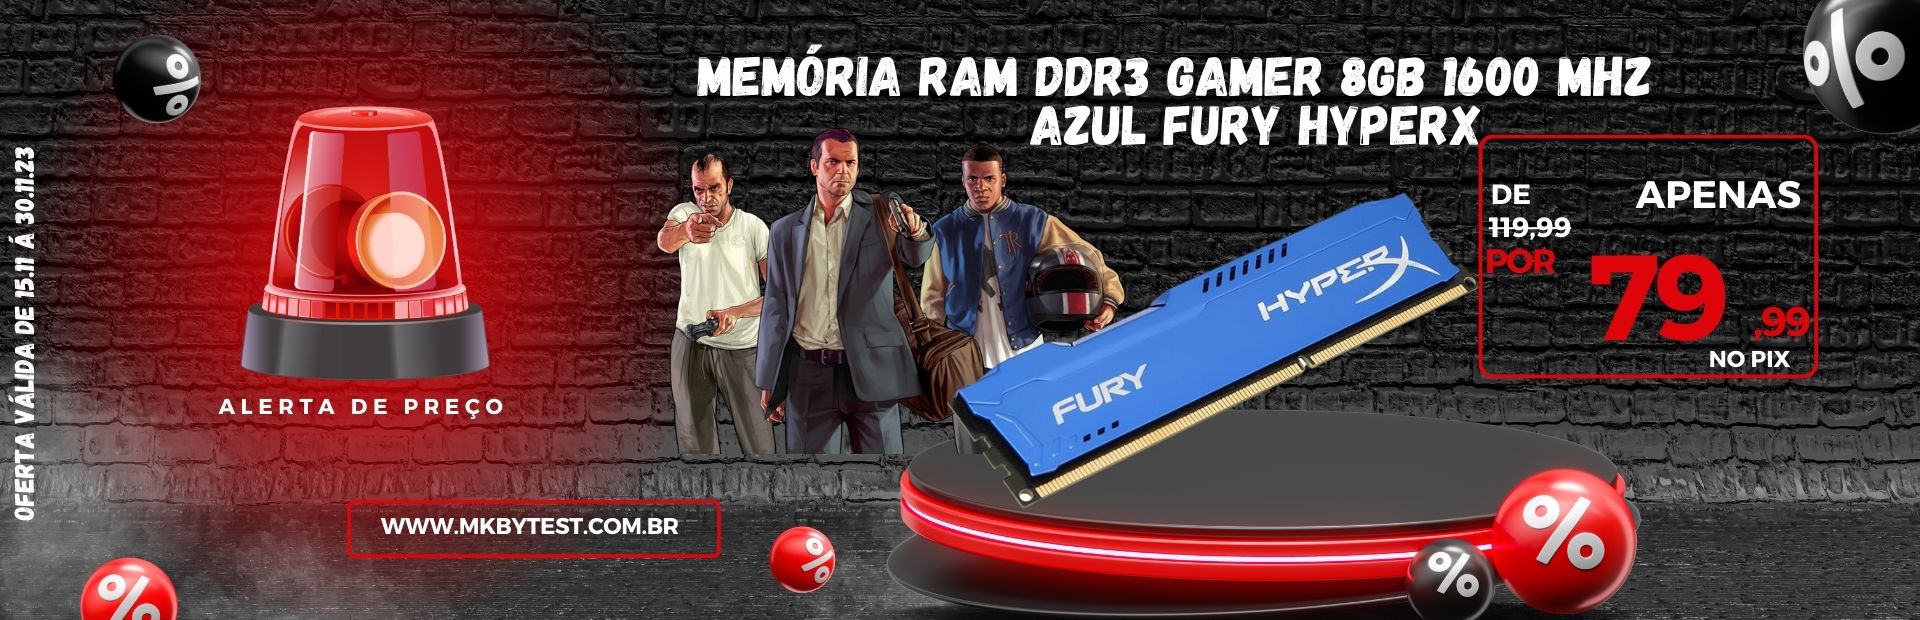 MEMÓRIA RAM DDR3 GAMER 8GB 1600 MHZ
AZUL FURY HYPERX
DE
119,99
POR
APENAS
79,99
NO PIX
HYPERX
FURY
ALERTA DE PREÇO
WWW.MKBYTEST.COM.BR
OFERTA VÁLIDA DE 15.11 Á 30.11.23
%
%
%
%
%
%